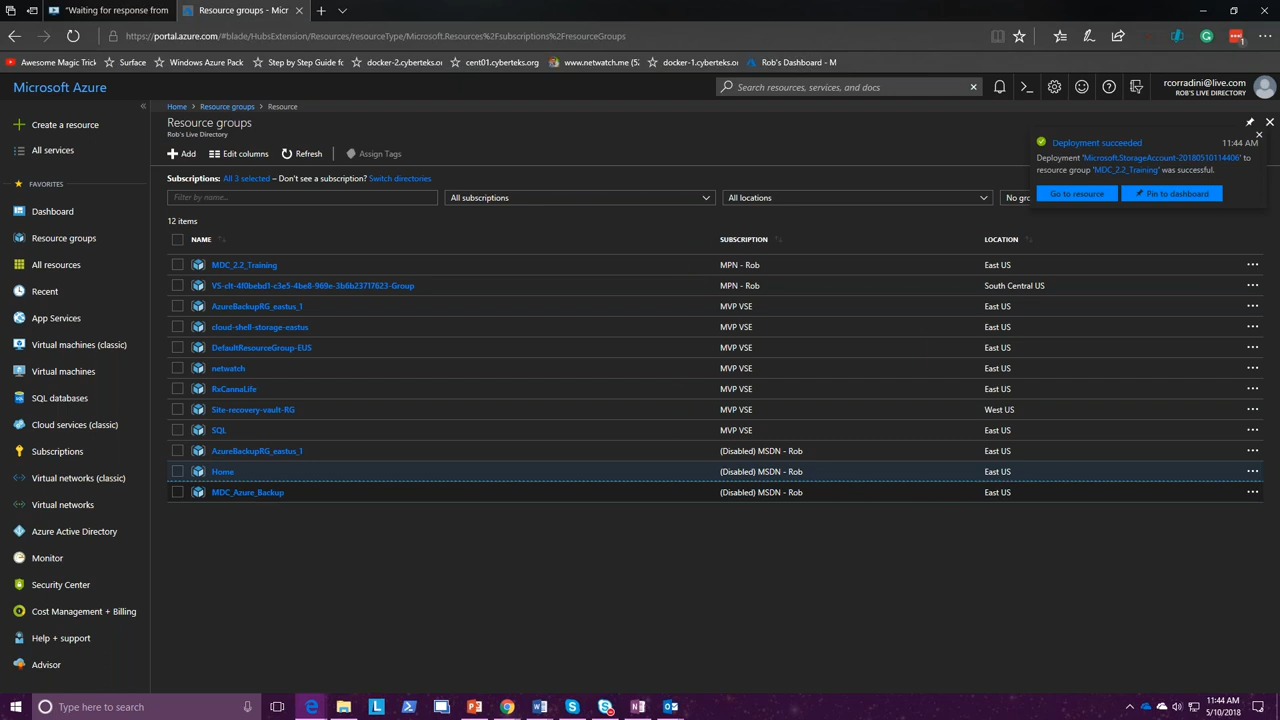 "Waiting for response from
Resource groups - Micr
https://portal.azure.com/#blade/HubsExtension/Resources/resourceType/Microsoft.Resources%2Fsubscriptions%2FresourceGroups
Awesome Magic Trick
Surface
Windows Azure Pack
Step by Step Guide fo
docker-2.cyberteks.c
cent01.cyberteks.org
www.netwatch.me (52
docker-1.cyberteks.c
Rob's Dashboard - M
Microsoft Azure
Search resources, services, and docs
rcorradini@live.com
ROB'S LIVE DIRECTORY
Home
Resource groups
Resource
Resource groups
Rob's Live Directory
Add
Edit columns
Refresh
Assign Tags
Subscriptions: All 3 selected – Don't see a subscription? Switch directories
Filter by name...
All subscriptions
All locations
No gro
12 items
NAME
SUBSCRIPTION
LOCATION
MDC_2.2_Training
MPN - Rob
East US
VS-clt-4f0bebd1-c3e5-4be8-969e-3b6b23717623-Group
MPN - Rob
South Central US
AzureBackupRG_eastus_1
MVP VSE
East US
cloud-shell-storage-eastus
MVP VSE
East US
DefaultResourceGroup-EUS
MVP VSE
East US
netwatch
MVP VSE
East US
RxCannaLife
MVP VSE
East US
Site-recovery-vault-RG
MVP VSE
West US
SQL
MVP VSE
East US
AzureBackupRG_eastus_1
(Disabled) MSDN - Rob
East US
Home
(Disabled) MSDN - Rob
East US
MDC_Azure_Backup
(Disabled) MSDN - Rob
East US
Deployment succeeded
11:44 AM
Deployment 'Microsoft.StorageAccount-20180510114406' to
resource group 'MDC_2.2_Training' was successful.
Go to resource
Pin to dashboard
Create a resource
All services
FAVORITES
Dashboard
Resource groups
All resources
Recent
App Services
Virtual machines (classic)
Virtual machines
SQL databases
Cloud services (classic)
Subscriptions
Virtual networks (classic)
Virtual networks
Azure Active Directory
Monitor
Security Center
Cost Management + Billing
Help + support
Advisor
Type here to search
11:44 AM
5/10/2018